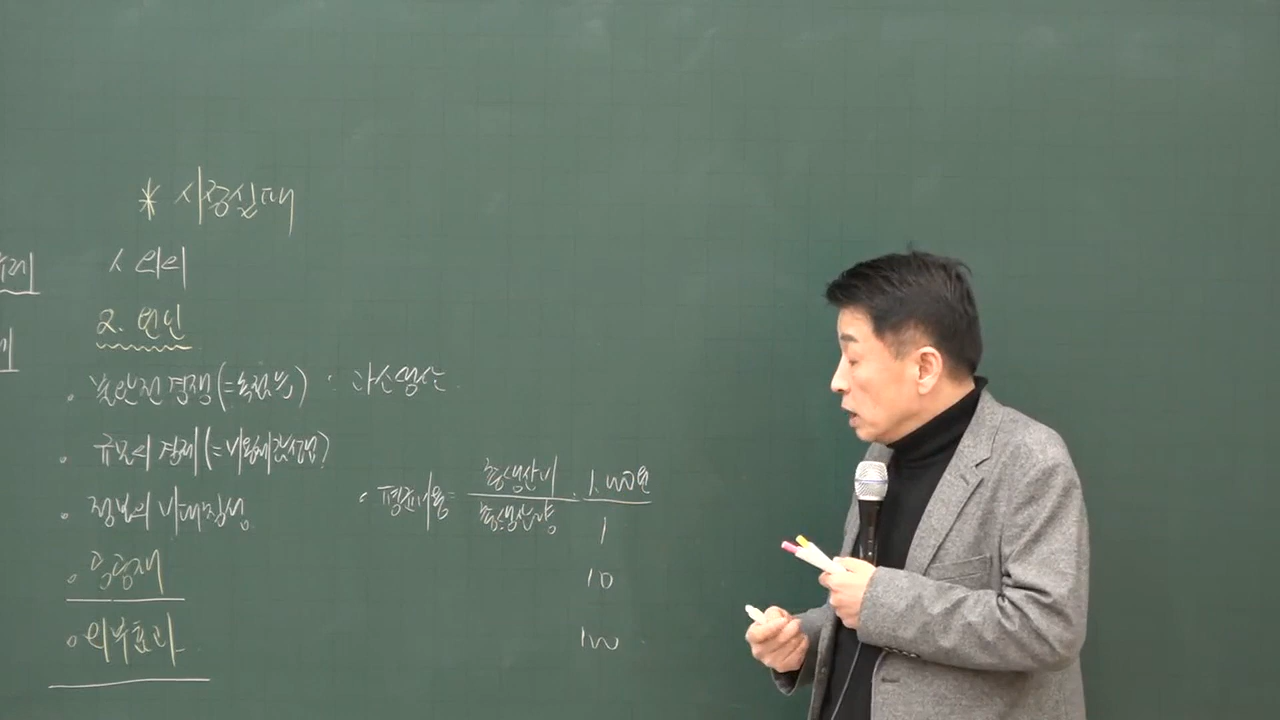 * 시장실패
1. 의의
2. 원인
• 불완전 경쟁(=독점 등) : 과소생산
• 규모의 경제(=비용체감산업)
• 정보의 비대칭성
• 공공재
• 외부효과
: 평균비용 = 총생산비 / 총생산량 · 1,000원 / 1
10
100